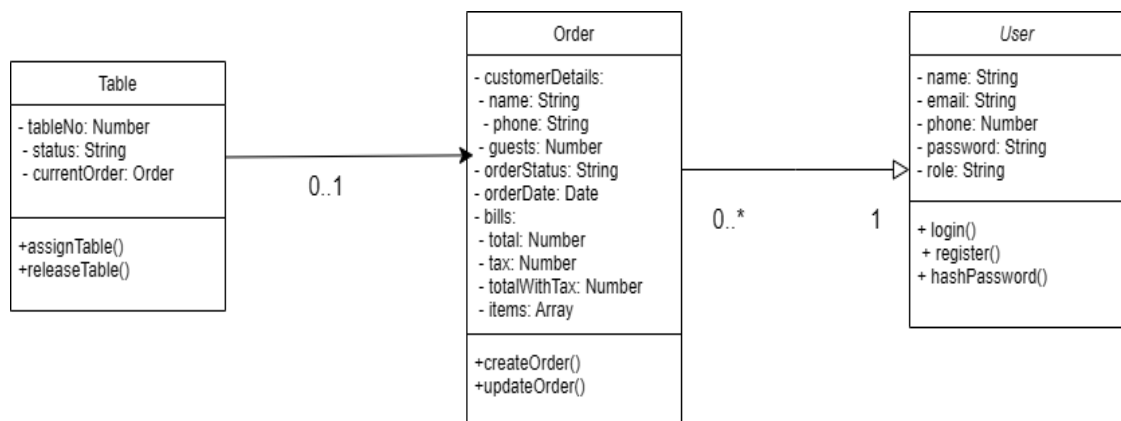 Table
- tableNo: Number
- status: String
- currentOrder: Order
+assignTable()
+releaseTable()
0..1
Order
- customerDetails:
- name: String
- phone: String
- guests: Number
- orderStatus: String
- orderDate: Date
- bills:
- total: Number
- tax: Number
- totalWithTax: Number
- items: Array
+createOrder()
+updateOrder()
0..*
1
User
- name: String
- email: String
- phone: Number
- password: String
- role: String
+ login()
+ register()
+ hashPassword()